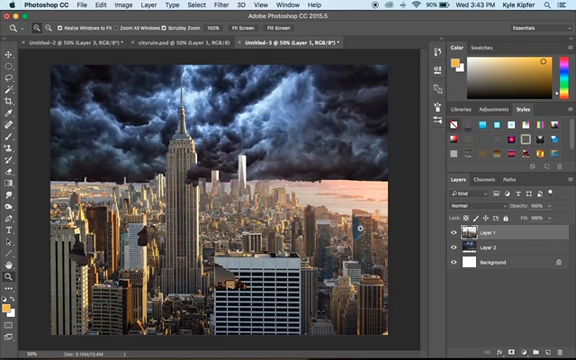 Photoshop CC File Edit Image Layer Type Select Filter 3D View Window Help 90% Wed 3:43 PM Kyle Kipfer
Adobe Photoshop CC 2015.5
Resize Windows to Fit Zoom All Windows Scrubby Zoom 100% Fit Screen Fill Screen Essentials
Untitled-2 @ 50% (Layer 3, RGB/8*) * cityruin.psd @ 50% (Layer 1, RGB/8) Untitled-3 @ 50% (Layer 1, RGB/8*) *
Color Swatches
Libraries Adjustments Styles
Layers Channels Paths
Kind
Normal Opacity: 100%
Lock: Fill: 100%
Layer 1
Layer 2
Background
50%